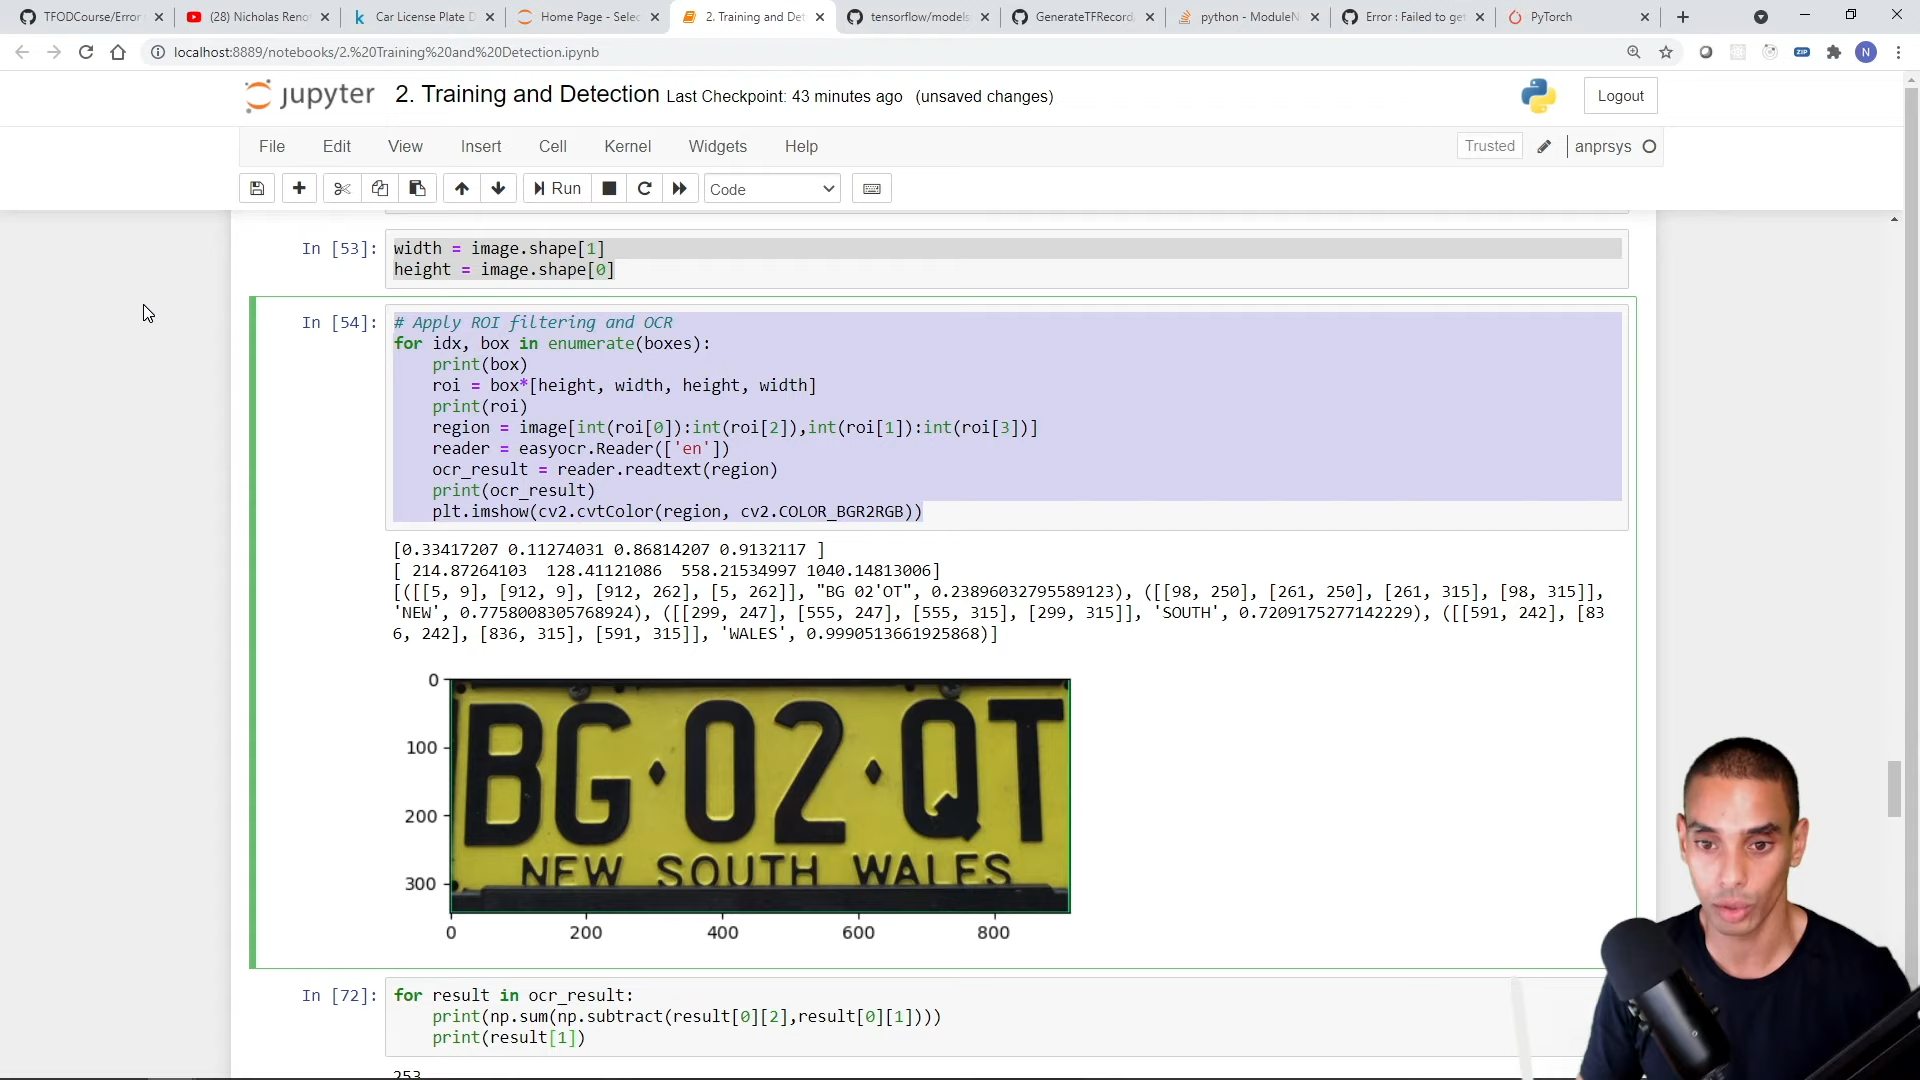 TFODCourse/Error
(28) Nicholas Reno
Car License Plate D
Home Page - Selec
2. Training and Det
tensorflow/models
GenerateTFRecord
python - ModuleN
Error : Failed to get
PyTorch
localhost:8889/notebooks/2.%20Training%20and%20Detection.ipynb
ZIP
N
jupyter
2. Training and Detection Last Checkpoint: 43 minutes ago (unsaved changes)
Logout
File Edit View Insert Cell Kernel Widgets Help
Trusted
anprsys
Run
Code
In [53]:
width = image.shape[1]
height = image.shape[0]
In [54]:
# Apply ROI filtering and OCR
for idx, box in enumerate(boxes):
print(box)
roi = box*[height, width, height, width]
print(roi)
region = image[int(roi[0]):int(roi[2]),int(roi[1]):int(roi[3])]
reader = easyocr.Reader(['en'])
ocr_result = reader.readtext(region)
print(ocr_result)
plt.imshow(cv2.cvtColor(region, cv2.COLOR_BGR2RGB))
[0.33417207 0.11274031 0.86814207 0.9132117 ]
[ 214.87264103 128.41121086 558.21534997 1040.14813006]
[([[5, 9], [912, 9], [912, 262], [5, 262]], "BG 02'OT", 0.23896032795589123), ([[98, 250], [261, 250], [261, 315], [98, 315]],
'NEW', 0.7758008305768924), ([[299, 247], [555, 247], [555, 315], [299, 315]], 'SOUTH', 0.7209175277142229), ([[591, 242], [83
6, 242], [836, 315], [591, 315]], 'WALES', 0.9990513661925868)]
0
100
200
300
BG·02·QT
NEW SOUTH WALES
0 200 400 600 800
In [72]:
for result in ocr_result:
print(np.sum(np.subtract(result[0][2],result[0][1])))
print(result[1])
253